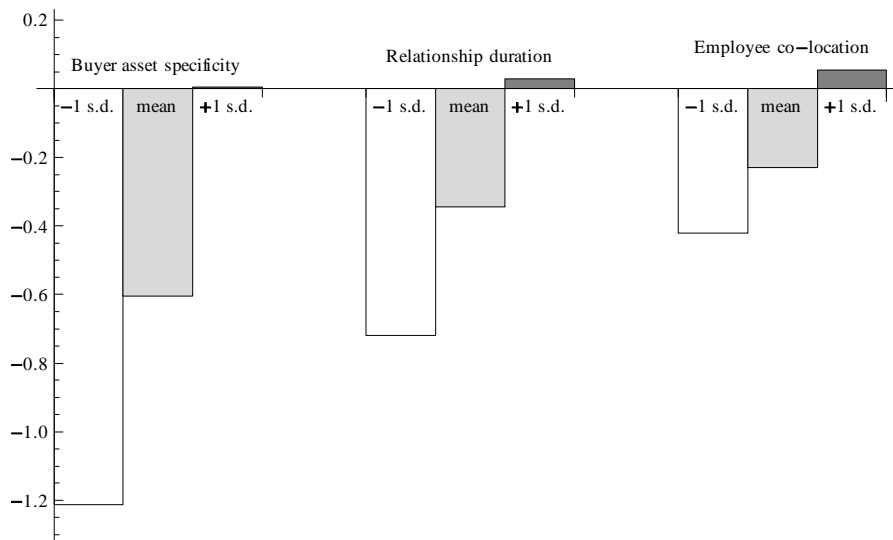 0.2
Employee co−location
Relationship duration
Buyer asset specificity
−1 s.d. mean +1 s.d. −1 s.d. mean +1 s.d. −1 s.d. mean +1 s.d.
−0.2
−0.4
−0.6
−0.8
−1.0
−1.2